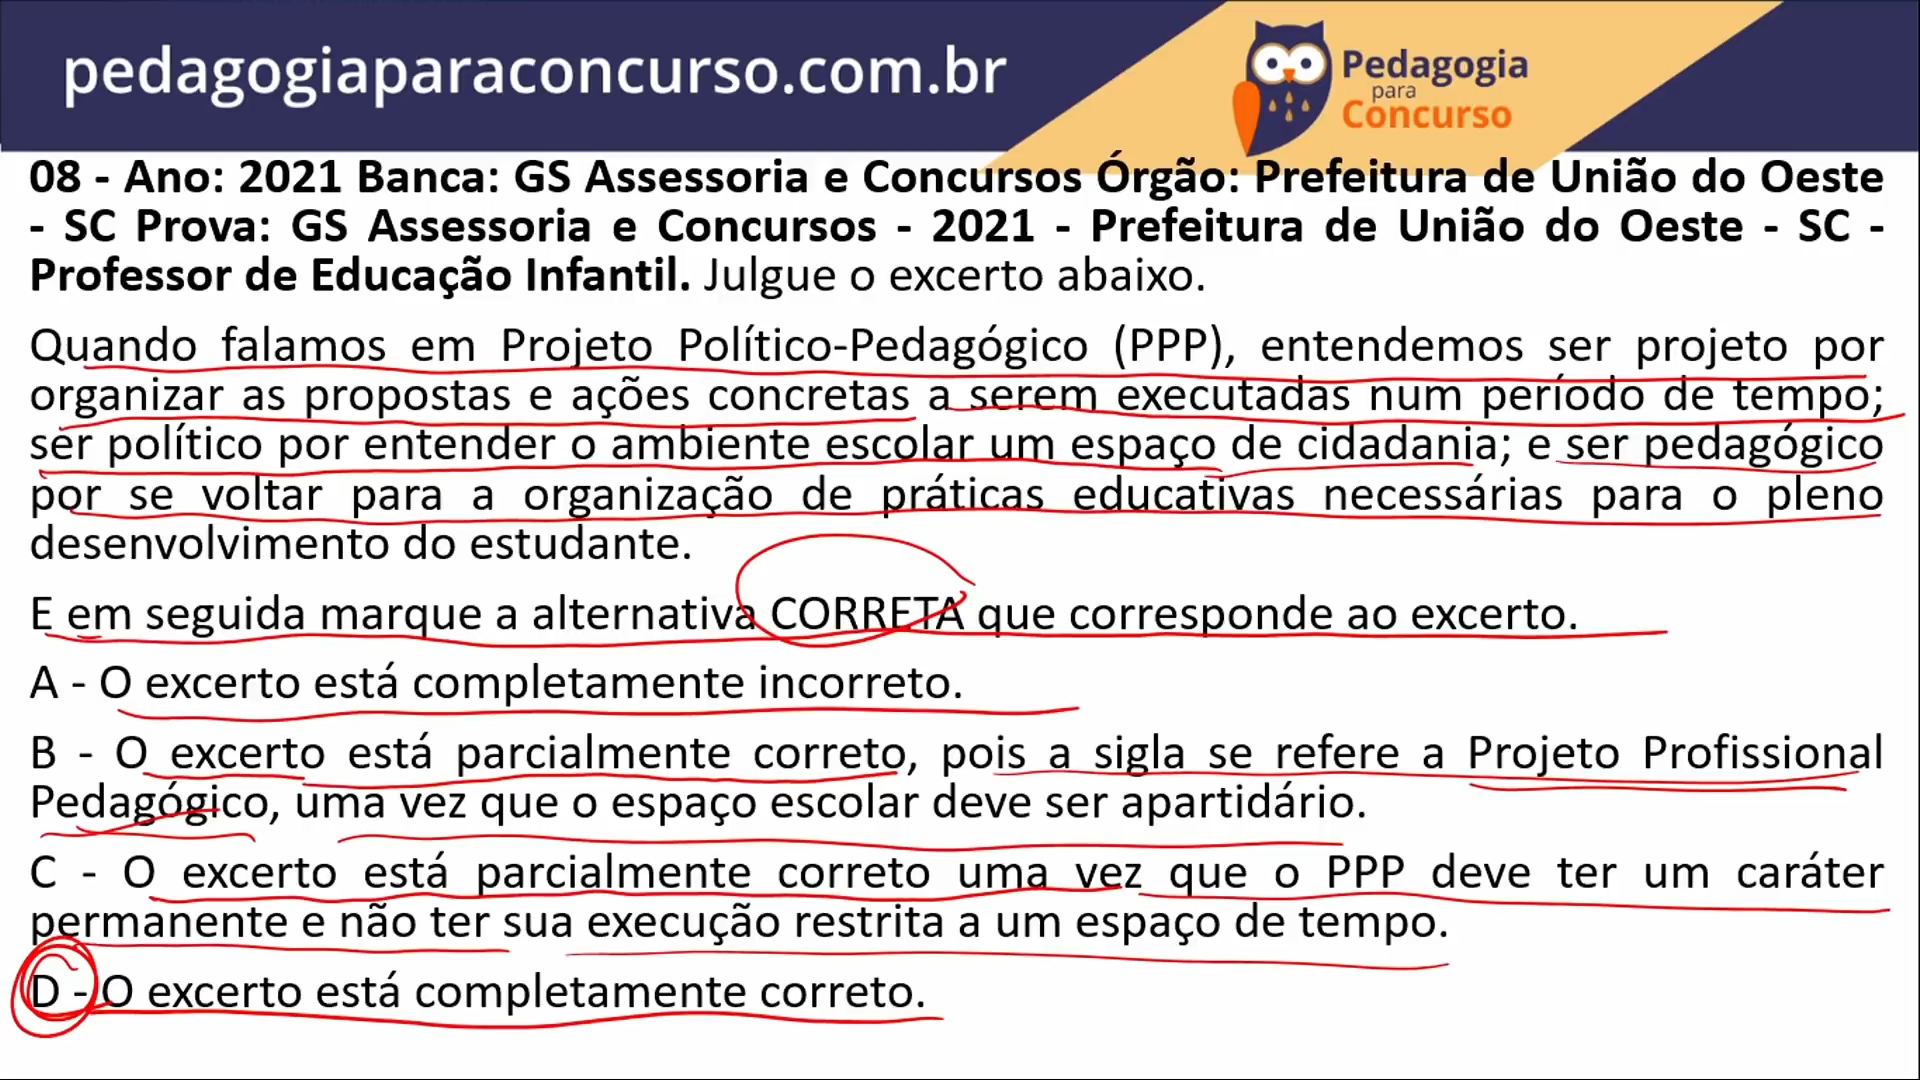 pedagogiaparaconcurso.com.br
Pedagogia
para
Concurso
08 - Ano: 2021 Banca: GS Assessoria e Concursos Órgão: Prefeitura de União do Oeste
- SC Prova: GS Assessoria e Concursos - 2021 - Prefeitura de União do Oeste - SC -
Professor de Educação Infantil. Julgue o excerto abaixo.
Quando falamos em Projeto Político-Pedagógico (PPP), entendemos ser projeto por
organizar as propostas e ações concretas a serem executadas num período de tempo;
ser político por entender o ambiente escolar um espaço de cidadania; e ser pedagógico
por se voltar para a organização de práticas educativas necessárias para o pleno
desenvolvimento do estudante.
E em seguida marque a alternativa CORRETA que corresponde ao excerto.
A - O excerto está completamente incorreto.
B - O excerto está parcialmente correto, pois a sigla se refere a Projeto Profissional
Pedagógico, uma vez que o espaço escolar deve ser apartidário.
C - O excerto está parcialmente correto uma vez que o PPP deve ter um caráter
permanente e não ter sua execução restrita a um espaço de tempo.
D - O excerto está completamente correto.